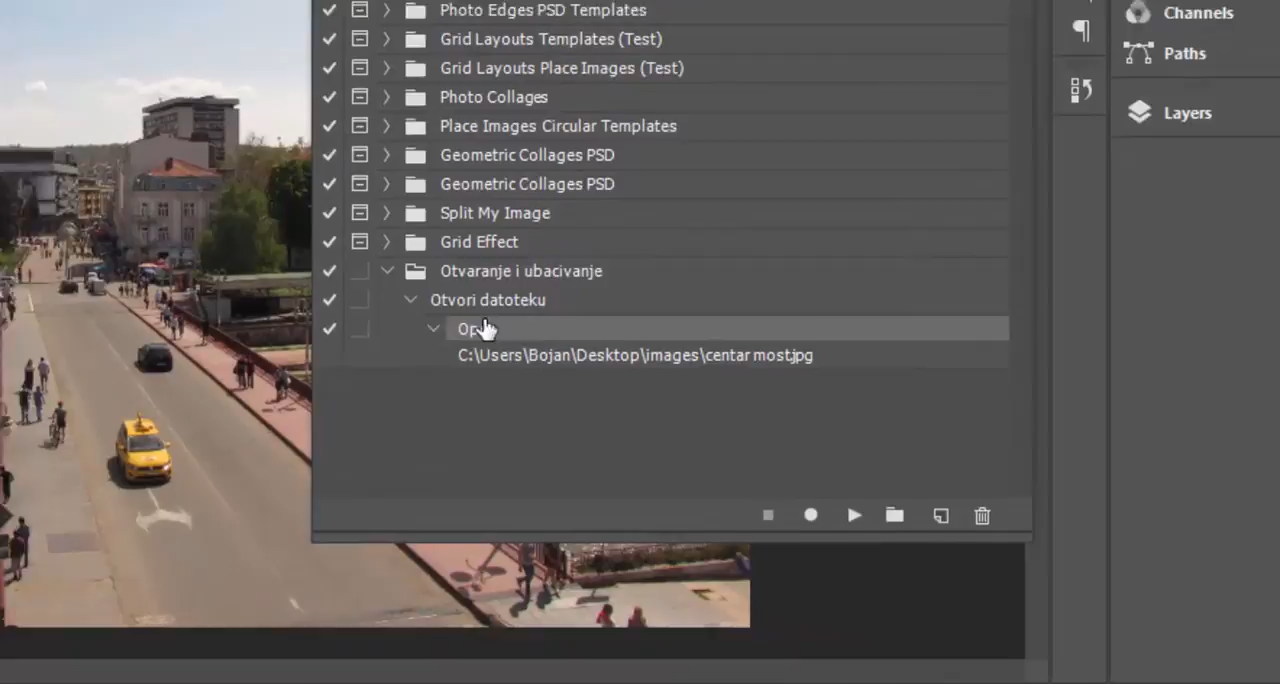 Photo Edges PSD Templates
Grid Layouts Templates (Test)
Grid Layouts Place Images (Test)
Photo Collages
Place Images Circular Templates
Geometric Collages PSD
Geometric Collages PSD
Split My Image
Grid Effect
Otvaranje i ubacivanje
Otvori datoteku
C:\Users\Bojan\Desktop\images\centar most.jpg
Channels
Paths
Layers